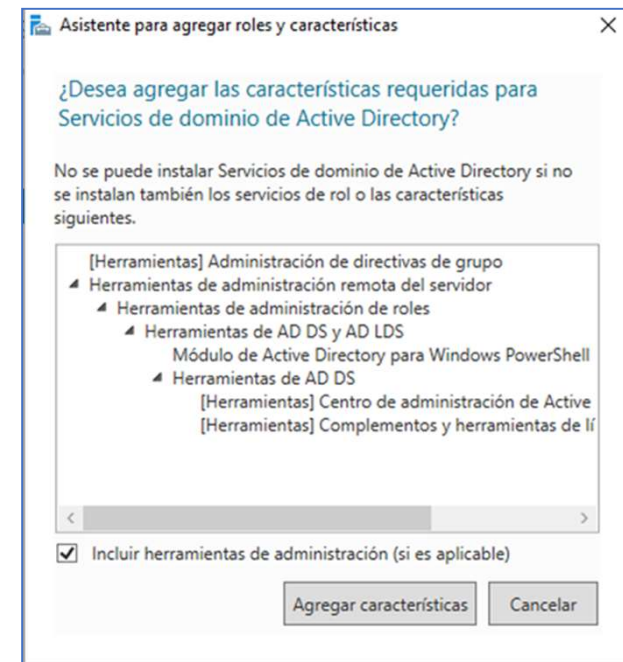 Asistente para agregar roles y características
¿Desea agregar las características requeridas para
Servicios de dominio de Active Directory?
No se puede instalar Servicios de dominio de Active Directory si no
se instalan también los servicios de rol o las características
siguientes.
[Herramientas] Administración de directivas de grupo
Herramientas de administración remota del servidor
Herramientas de administración de roles
Herramientas de AD DS y AD LDS
Módulo de Active Directory para Windows PowerShell
Herramientas de AD DS
[Herramientas] Centro de administración de Active
[Herramientas] Complementos y herramientas de lí
Incluir herramientas de administración (si es aplicable)
Agregar características
Cancelar